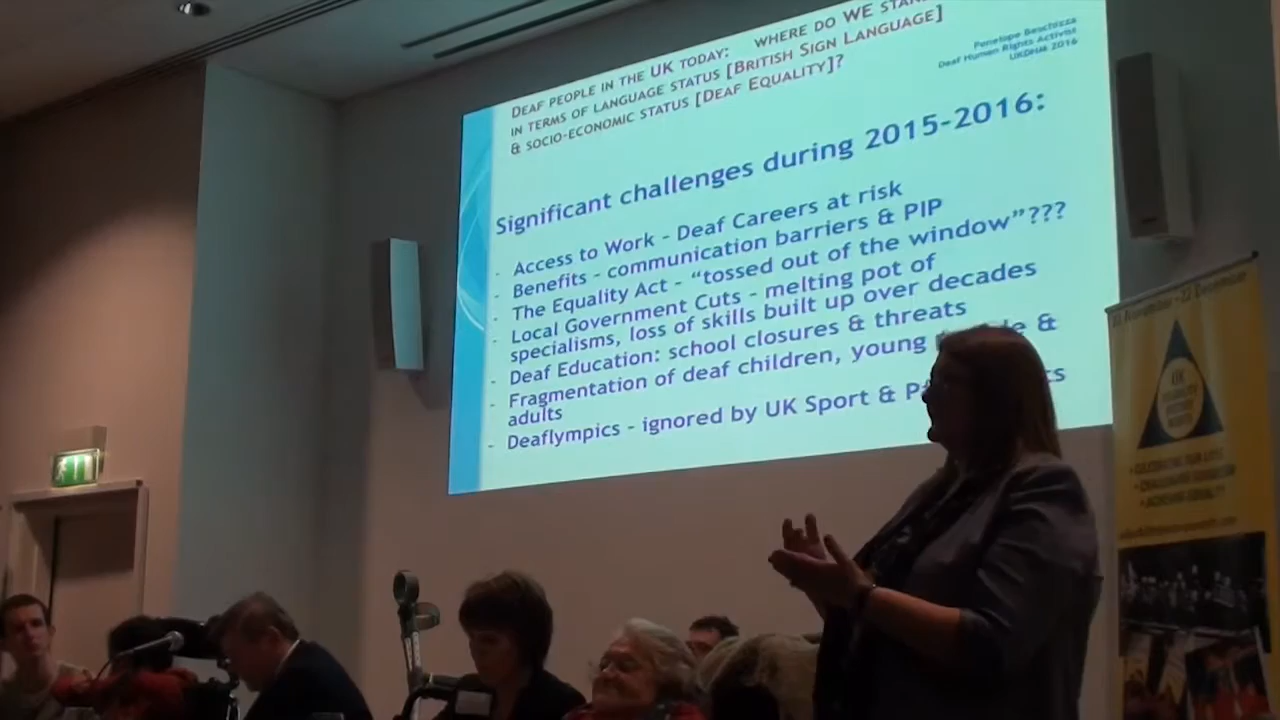 DEAF PEOPLE IN THE UK TODAY: WHERE DO WE
IN TERMS OF LANGUAGE STATUS [BRITISH SIGN LANGUAGE]
& SOCIO-ECONOMIC STATUS [DEAF EQUALITY]?
Penelope
Deaf Human Rights Activist
UKDHM 2016
Significant challenges during 2015-2016:
- Access to Work - Deaf Careers at risk
- Benefits - communication barriers & PIP
- The Equality Act - "tossed out of the window"???
- Local Government Cuts - melting pot of
specialisms, loss of skills built up over decades
- Deaf Education: school closures & threats
- Fragmentation of deaf children, young &
adults
- Deaflympics - ignored by UK Sport &
UK